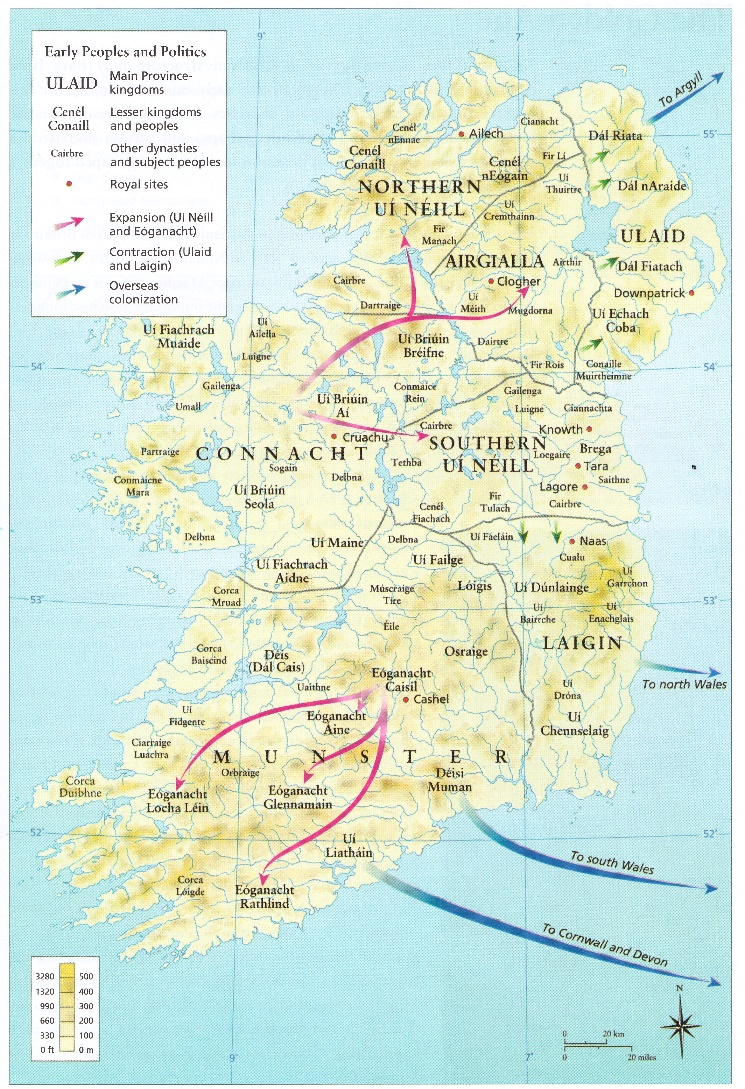 Early Peoples and Politics
ULAID
Main Province-
kingdoms
Cenél
Conaill
Lesser kingdoms
and peoples
Cairbre
Other dynasties
and subject peoples
Royal sites
Expansion (Uí Néill
and Eóganacht)
Contraction (Ulaid
and Laigin)
Overseas
colonization
9°
7°
To Argyll
55°
Cianacht
Dál Riata
Cenél
nEnnae
Ailech
Cenél
Conaill
Fir Lí
Cenél
nEógain
Uí
Thuirtre
Dál nAraide
NORTHERN
UÍ NÉILL
Uí
Cremthainn
Fir
Manach
ULAID
AIRGIALLA
Airthir
Dál Fiatach
Cairbre
Clogher
Downpatrick
Dartraige
Uí
Méith
Mugdorna
Uí Echach
Coba
Uí Fiachrach
Muaide
Uí
Ailella
Luigne
Uí Briúin
Bréifne
Dairtre
54°
Fir Rois
Conaille
Muirtheimne
54°
Gailenga
Conmaice
Rein
Gailenga
Umall
Uí Briúin
Aí
Luigne
Ciannachta
Cairbre
Knowth
Cruachu
SOUTHERN
UÍ NÉILL
Partraige
CONNACHT
Loegaire
Brega
Tethba
Tara
Sogain
Saithne
Conmaicne
Mara
Delbna
Lagore
Uí Briúin
Seola
Fir
Tulach
Cairbre
Cenél
Fiachach
Delbna
Uí Maine
Delbna
Uí Fáeláin
Naas
Cualu
Uí Failge
Uí Fiachrach
Aidne
Uí
Garrchon
Lóigis
Uí Dúnlainge
53°
Corca
Mruad
Múscraige
Tíre
53°
Uí
Bairrche
Uí
Enachglais
Éile
LAIGIN
Corca
Baiscind
Déis
(Dál Cais)
Osraige
Eóganacht
Caisil
Uaithne
To north Wales
Uí
Dróna
Cashel
Uí
Fidgente
Eóganacht
Áine
Uí
Chennselaig
Ciarraige
Luachra
MUNSTER
Orbraige
Déisi
Muman
Corca
Duibhne
Eóganacht
Locha Léin
Eóganacht
Glennamain
52°
52°
Uí
Liatháin
To south Wales
Corca
Lóigde
Eóganacht
Rathlind
To Cornwall and Devon
3280 500
1320 400
990 300
660 200
330 100
0 ft 0 m
N
0 20 km
0 20 miles
9°
7°